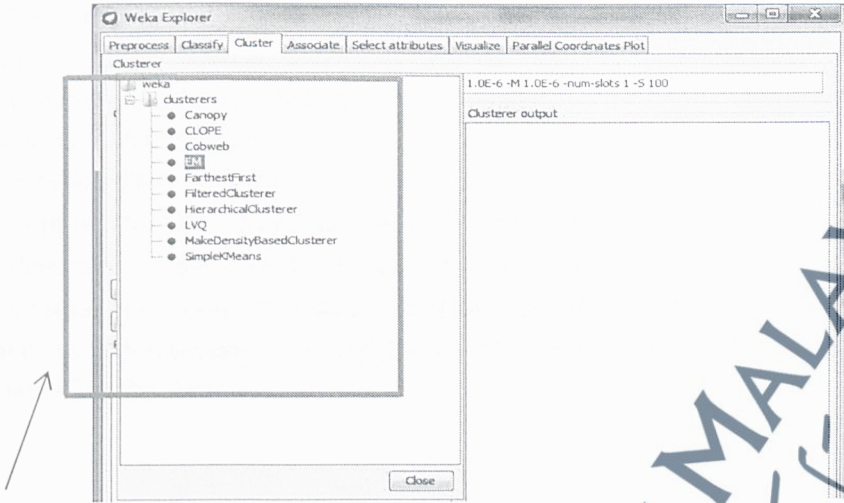 Weka Explorer
Preprocess Classify Cluster Associate Select attributes Visualize Parallel Coordinates Plot
Clusterer
weka
clusterers
Canopy
CLOPE
Cobweb
EM
FarthestFirst
FilteredClusterer
HierarchicalClusterer
LVQ
MakeDensityBasedClusterer
SimpleKMeans
1.0E-6 -M 1.0E-6 -num-slots 1 -S 100
Clusterer output
Close
MALA